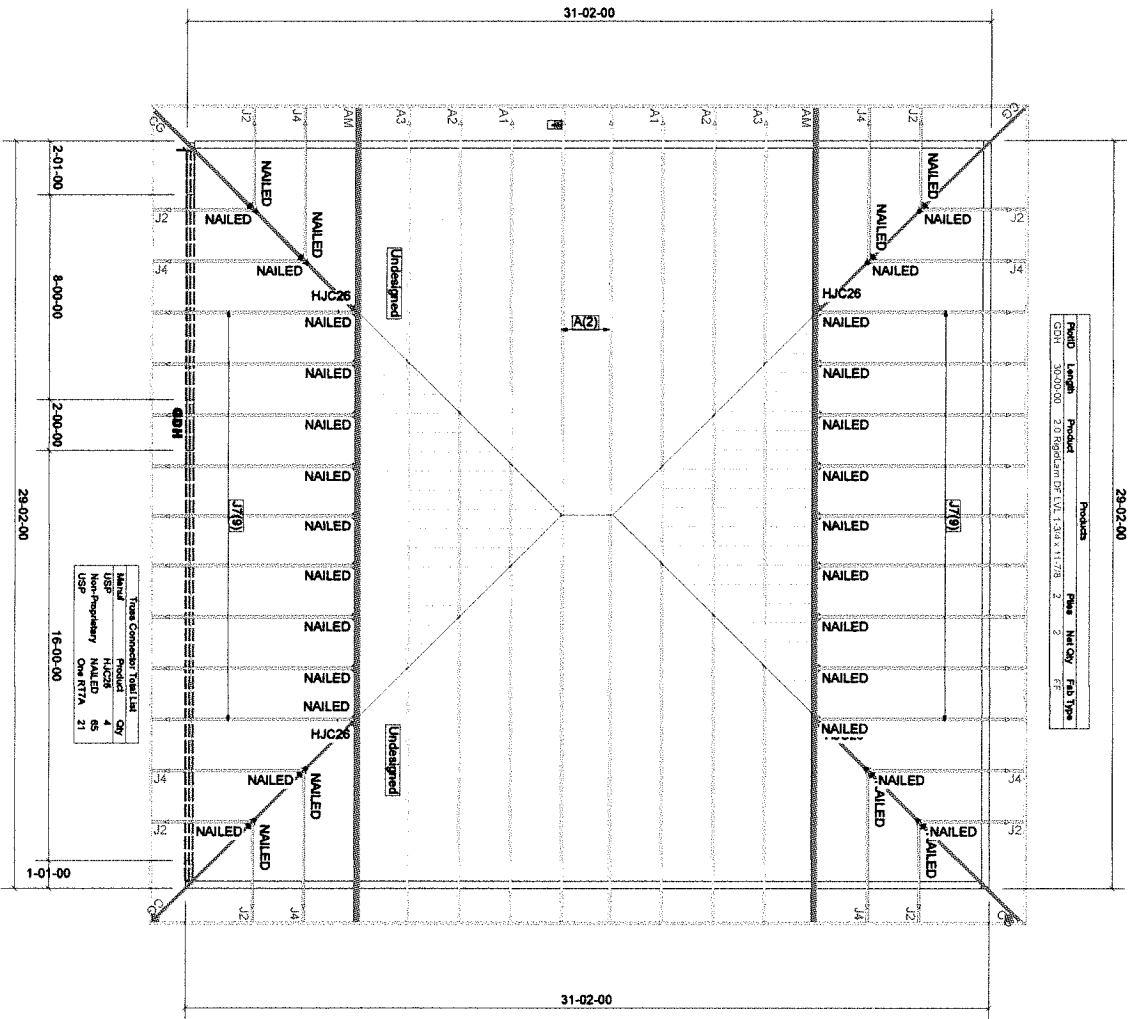 31-02-00
CG
J2
J4
AM
A3
A2
A1
A1
A2
A3
AM
J4
J2
CG
2-01-00
8-00-00
2-00-00
16-00-00
1-01-00
29-02-00
29-02-00
J2
J4
NAILED
NAILED
NAILED
NAILED
HJC26
Undesigned
NAILED
NAILED
NAILED
NAILED
HJC26
J2
J4
A(2)
NAILED
NAILED
NAILED
NAILED
NAILED
NAILED
NAILED
NAILED
NAILED
J7(9)
GDH
NAILED
NAILED
NAILED
NAILED
NAILED
NAILED
NAILED
NAILED
NAILED
J7(9)
HJC26
Undesigned
NAILED
NAILED
NAILED
NAILED
J4
J2
NAILED
NAILED
J4
J2
CG
J2
J4
J4
J2
Products
PlotID Length Product Plies Net Qty Fab Type
GDH 30-00-00 2.0 RigidLam DF LVL 1-3/4 x 11-7/8 2 2 FF
Truss Connector Total List
Manuf Product Qty
USP HJC26 4
Non-Proprietary NAILED 65
USP One RT7A 21
31-02-00